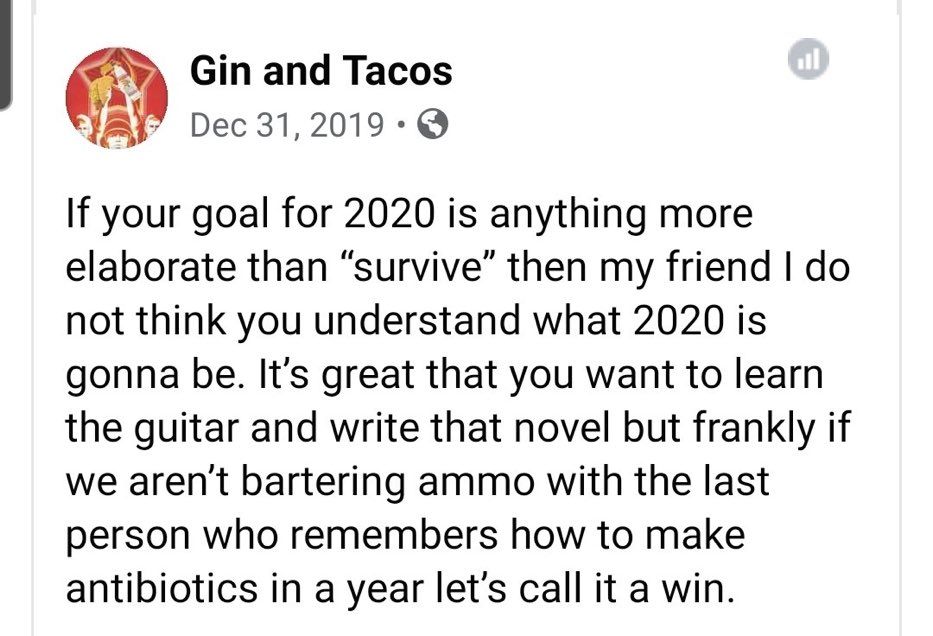 Gin and Tacos
Dec 31, 2019 •
If your goal for 2020 is anything more
elaborate than “survive” then my friend I do
not think you understand what 2020 is
gonna be. It’s great that you want to learn
the guitar and write that novel but frankly if
we aren’t bartering ammo with the last
person who remembers how to make
antibiotics in a year let’s call it a win.